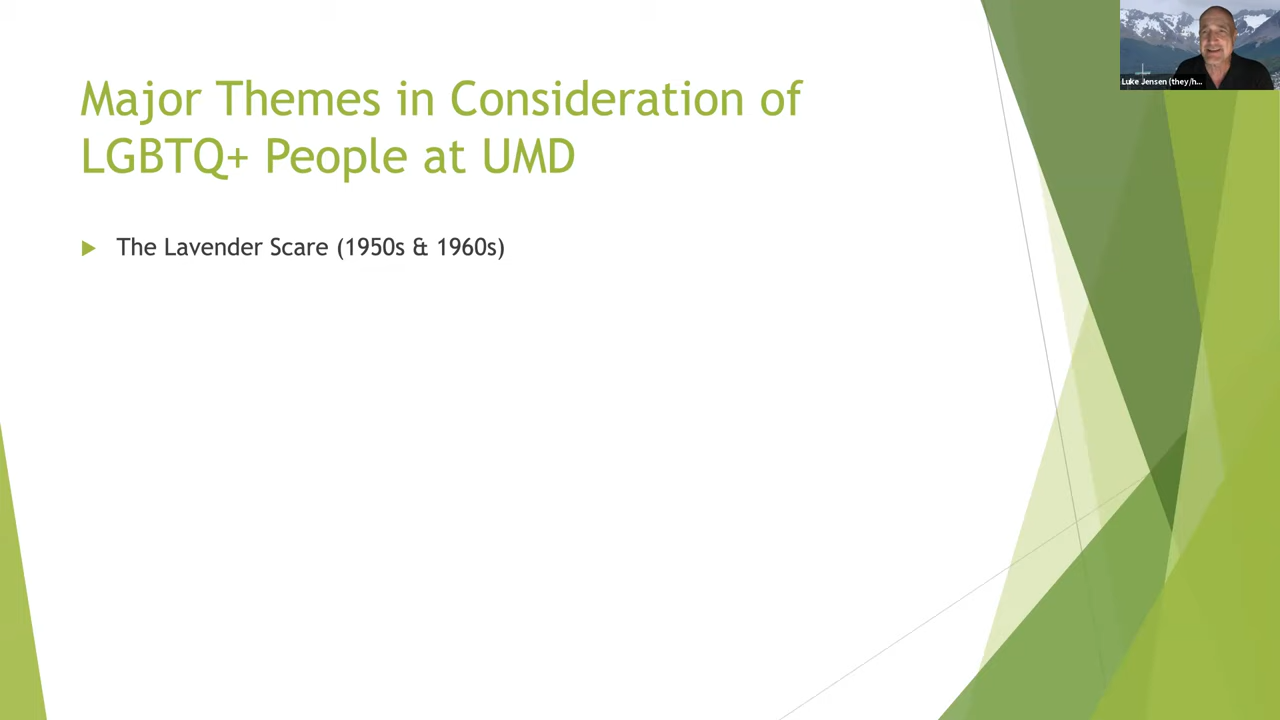 Major Themes in Consideration of
LGBTQ+ People at UMD
The Lavender Scare (1950s & 1960s)
Luke Jensen (they/h...